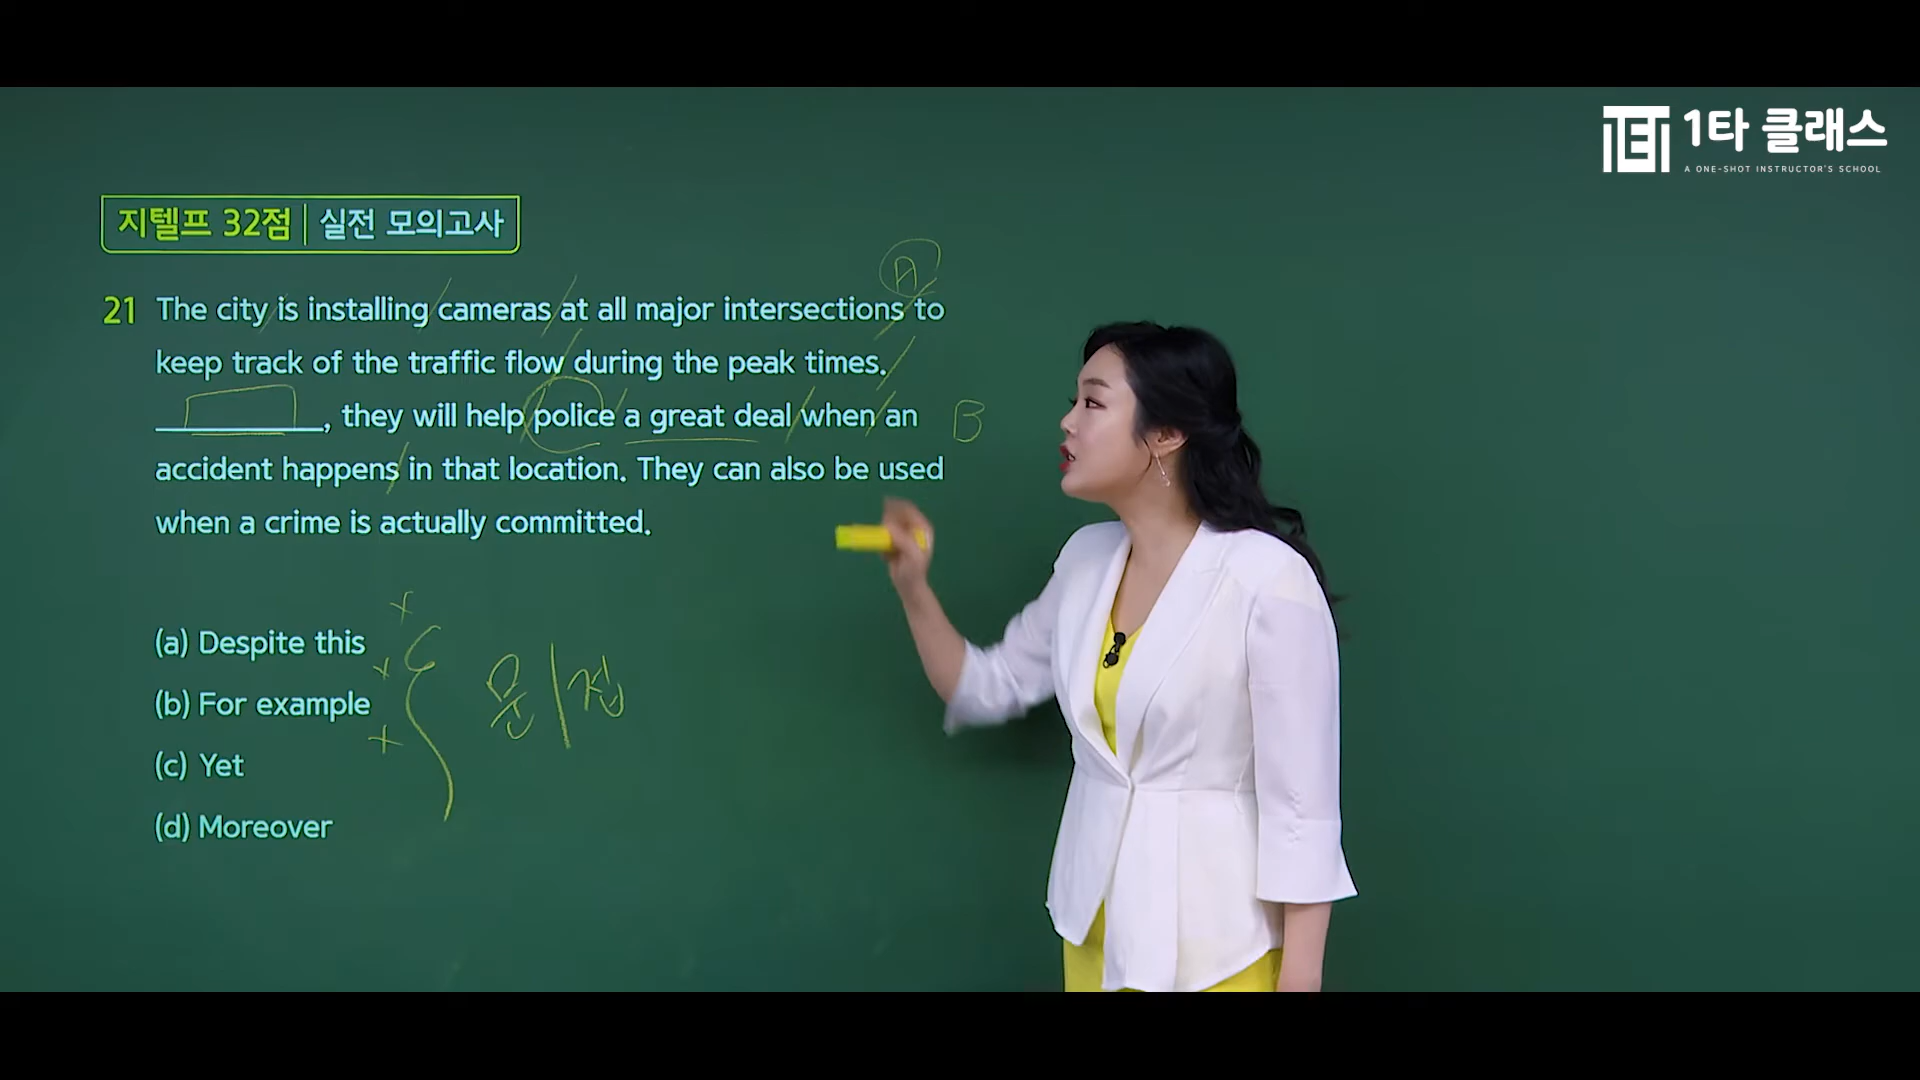 1타 클래스
A ONE-SHOT INSTRUCTOR'S SCHOOL
지텔프 32점 | 실전 모의고사
A
21 The city is installing cameras at all major intersections to
keep track of the traffic flow during the peak times.
________, they will help police a great deal when an
B
accident happens in that location. They can also be used
when a crime is actually committed.
(a) Despite this
(b) For example
(c) Yet
(d) Moreover
문/접